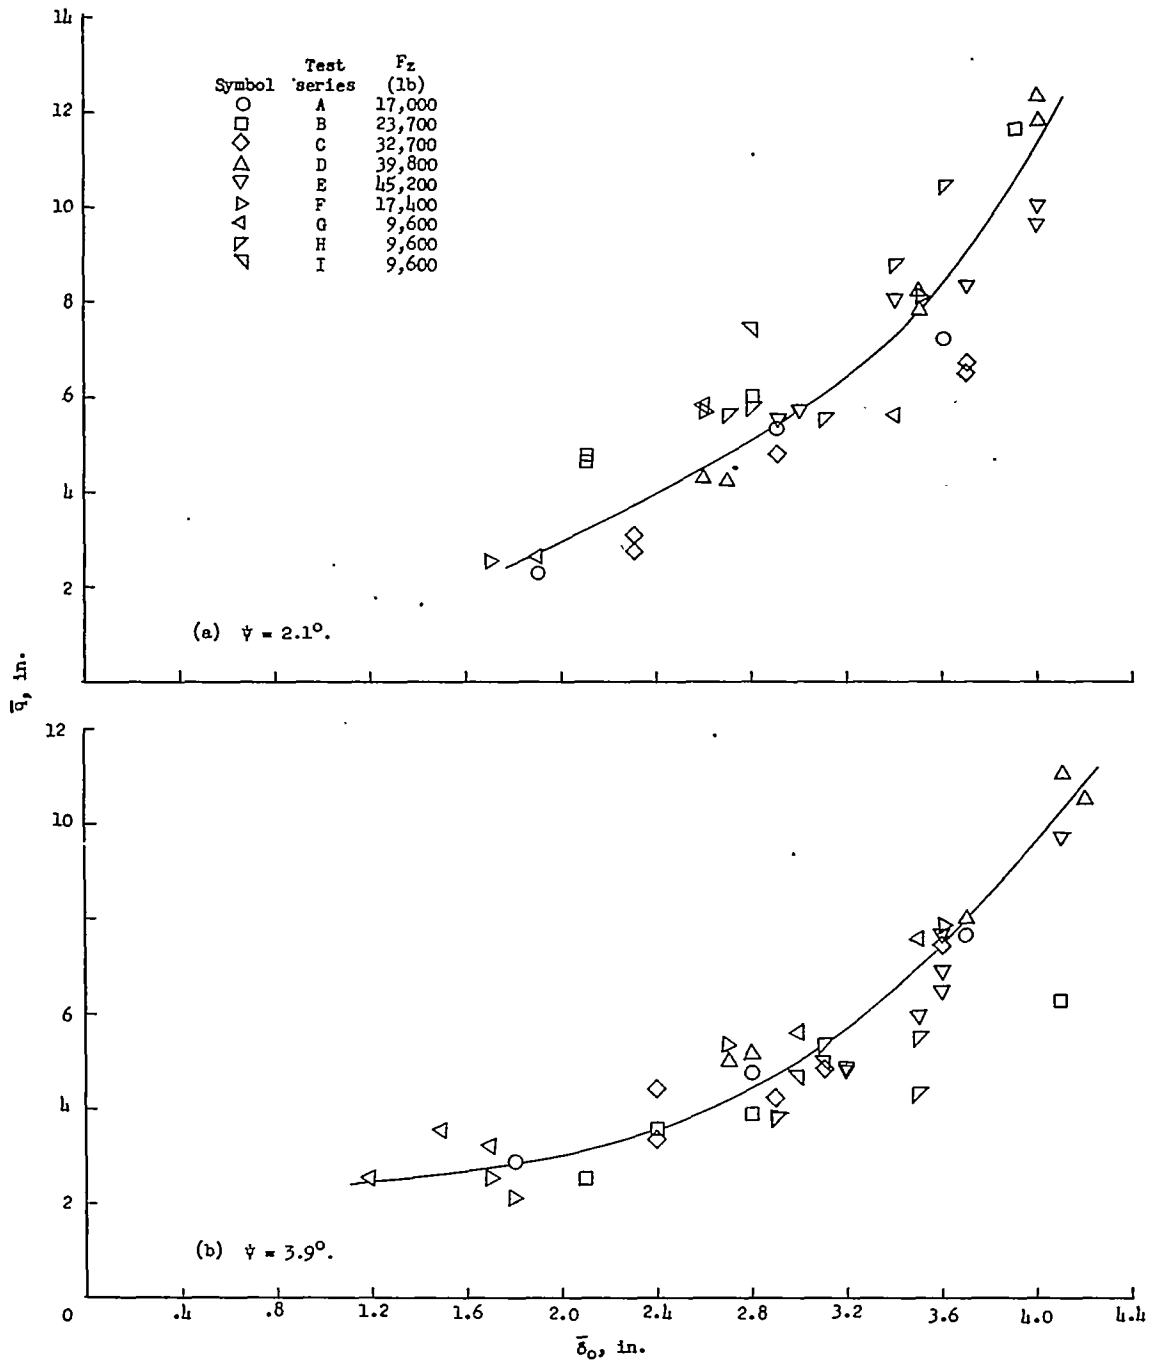 14
12
10
8
6
4
2
Test Fz
Symbol series (lb)
A 17,000
B 23,700
C 32,700
D 39,800
E 45,200
F 17,400
G 9,600
H 9,600
I 9,600
(a) ψ = 2.1°.
q̄, in.
12
10
6
4
2
0
(b) ψ = 3.9°.
.4 .8 1.2 1.6 2.0 2.4 2.8 3.2 3.6 4.0 4.4
δ̄o, in.